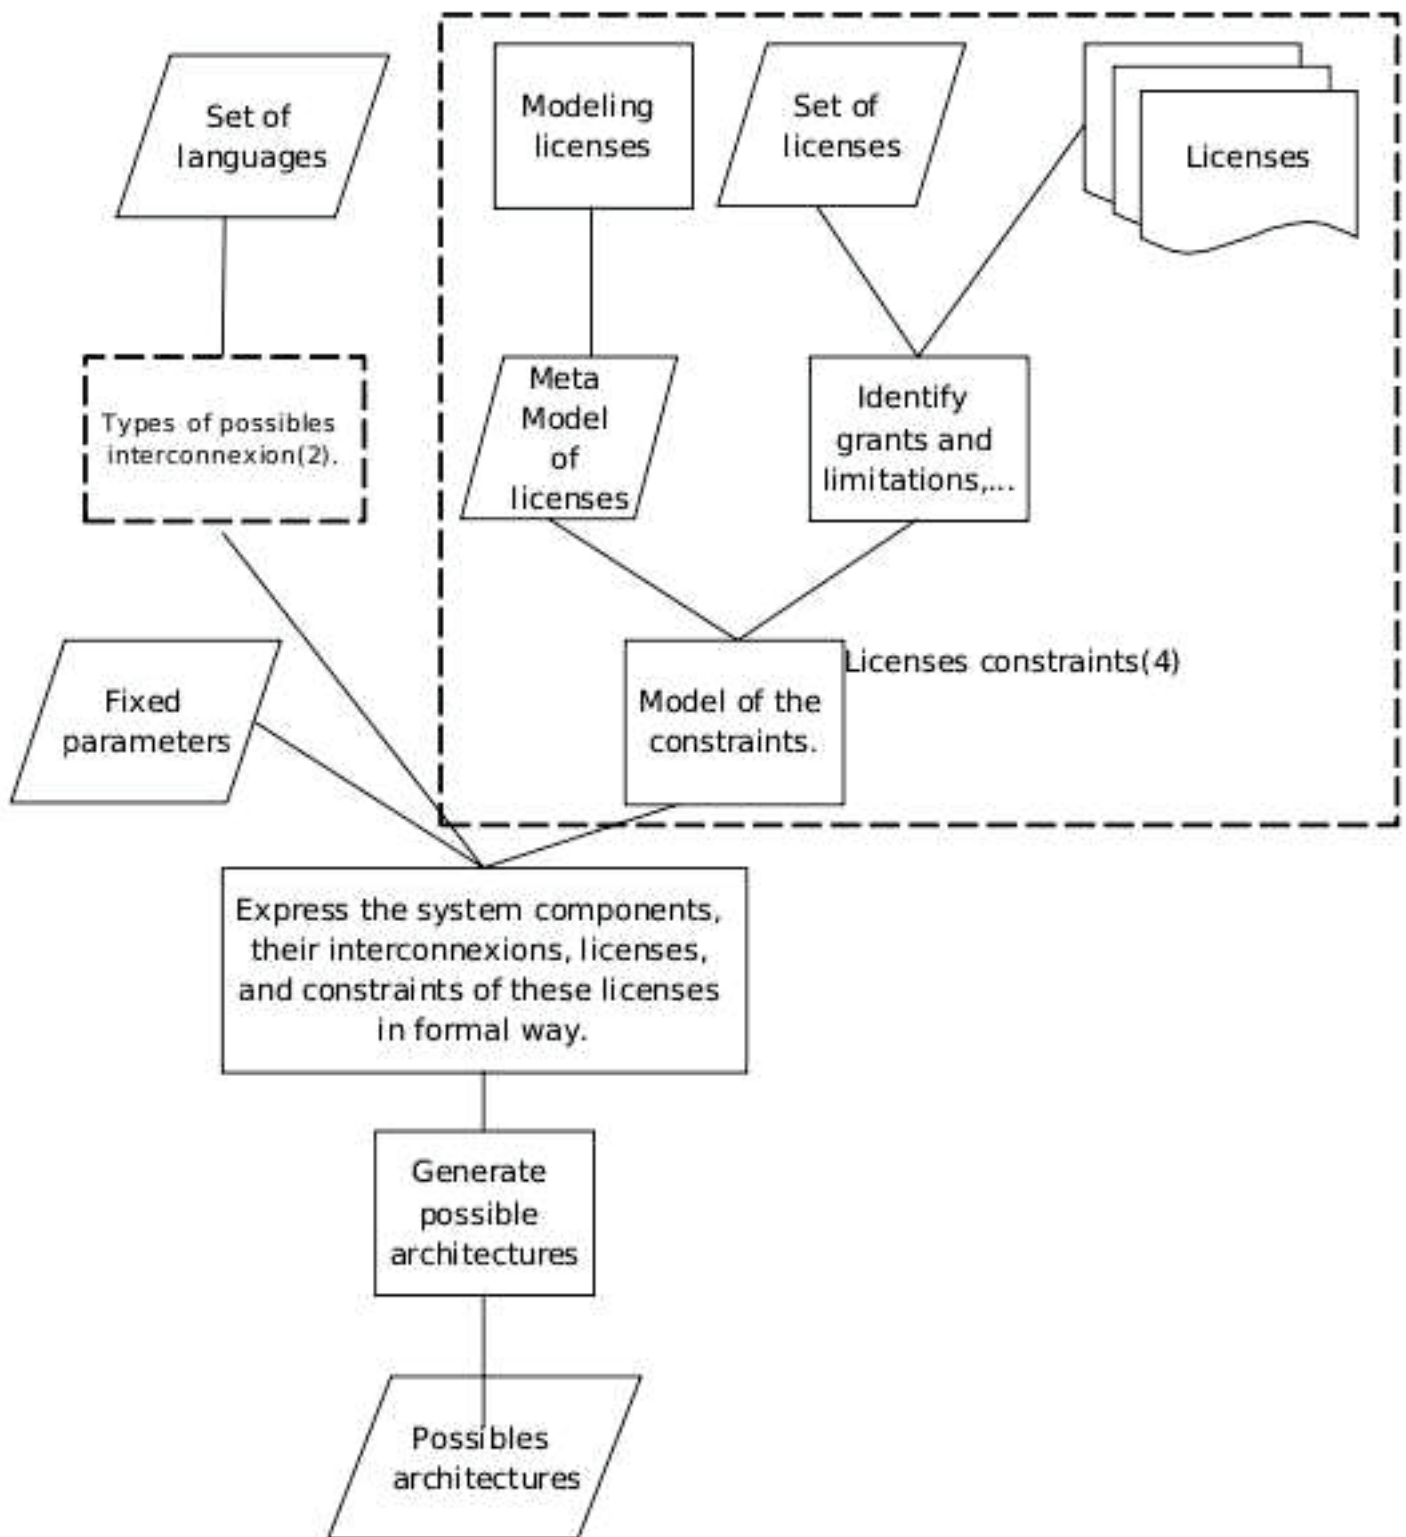 Set of
languages
Modeling
licenses
Set of
licenses
Licenses
Types of possibles
interconnexion(2).
Meta
Model
of
licenses
Identify
grants and
limitations,...
Fixed
parameters
Model of the
constraints.
Licenses constraints(4)
Express the system components,
their interconnexions, licenses,
and constraints of these licenses
in formal way.
Generate
possible
architectures
Possibles
architectures